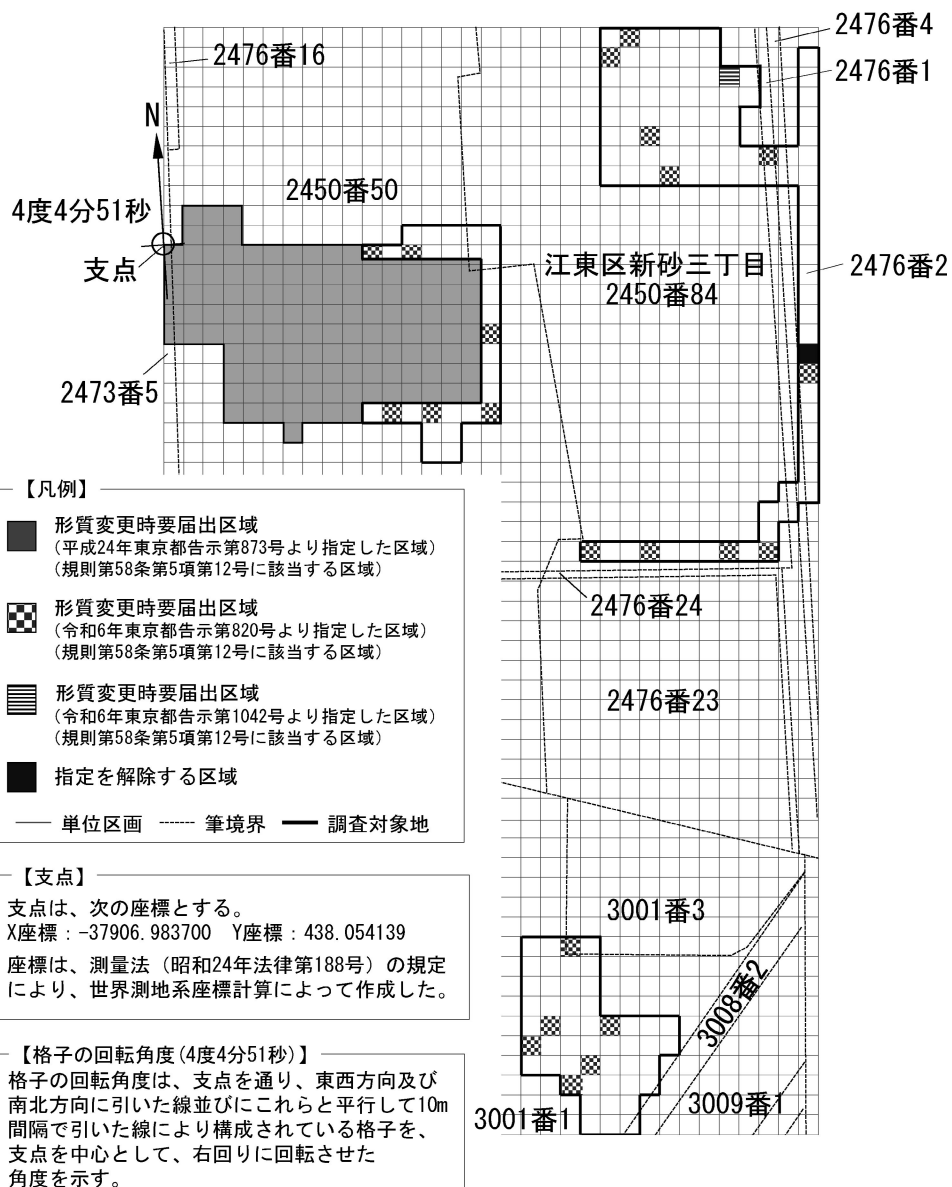 2476番4
2476番16
2476番1
N
2450番50
4度4分51秒
支点
江東区新砂三丁目
2450番84
2476番2
2473番5
【凡例】
形質変更時要届出区域
(平成24年東京都告示第873号より指定した区域)
(規則第58条第5項第12号に該当する区域)
形質変更時要届出区域
(令和6年東京都告示第820号より指定した区域)
(規則第58条第5項第12号に該当する区域)
形質変更時要届出区域
(令和6年東京都告示第1042号より指定した区域)
(規則第58条第5項第12号に該当する区域)
指定を解除する区域
単位区画 筆境界 調査対象地
2476番24
2476番23
【支点】
支点は、次の座標とする。
X座標：-37906.983700 Y座標：438.054139
座標は、測量法（昭和24年法律第188号）の規定
により、世界測地系座標計算によって作成した。
3001番3
3008番2
3009番1
3001番1
【格子の回転角度(4度4分51秒)】
格子の回転角度は、支点を通り、東西方向及び
南北方向に引いた線並びにこれらと平行して10m
間隔で引いた線により構成されている格子を、
支点を中心として、右回りに回転させた
角度を示す。